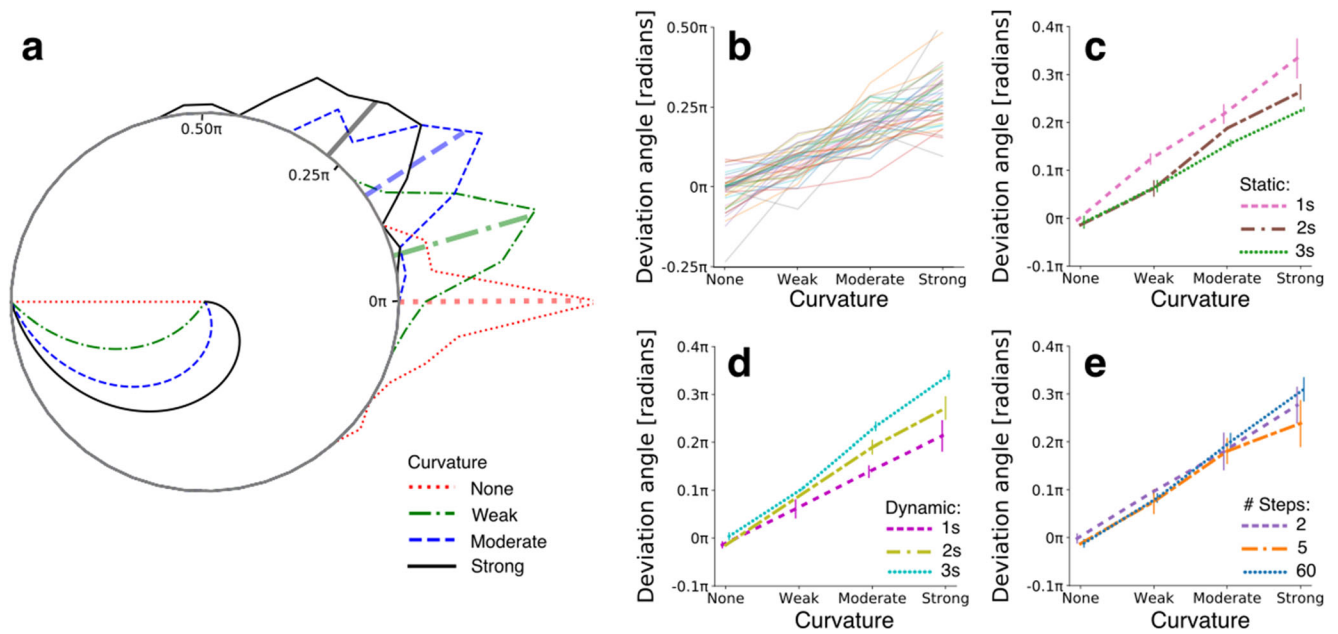 a
0.50π
0.25π
0π
Curvature
None
Weak
Moderate
Strong
b
Deviation angle [radians]
0.50π
0.25π
0π
-0.25π
None
Weak
Moderate
Strong
Curvature
c
Deviation angle [radians]
0.4π
0.3π
0.2π
0.1π
0π
-0.1π
Static:
1s
2s
3s
None
Weak
Moderate
Strong
Curvature
d
Deviation angle [radians]
0.4π
0.3π
0.2π
0.1π
0π
-0.1π
Dynamic:
1s
2s
3s
None
Weak
Moderate
Strong
Curvature
e
Deviation angle [radians]
0.4π
0.3π
0.2π
0.1π
0π
-0.1π
# Steps:
2
5
60
None
Weak
Moderate
Strong
Curvature